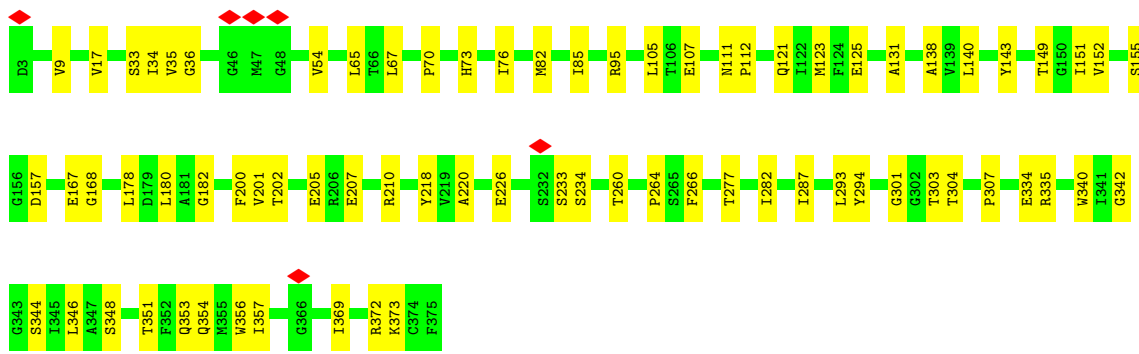 D3 V9 V17 S33 I34 V35 G36 G46 M47 G48 V54 L65 T66 L67 P70 H73 I76 M82 I85 R95 L105 T106 E107 N111 P112 Q121 I122 M123 F124 E125 A131 A138 V139 L140 Y143 T149 G150 I151 V152 S155
G156 D157 E167 G168 L178 D179 L180 A181 G182 F200 V201 T202 E205 R206 E207 R210 Y218 V219 A220 E226 S232 S233 S234 T260 P264 S265 F266 T277 I282 I287 L293 Y294 G301 G302 T303 T304 P307 E334 R335 W340 I341 G342
G343 S344 I345 L346 A347 S348 T351 F352 Q353 Q354 M355 W356 I357 G366 I369 R372 K373 C374 F375